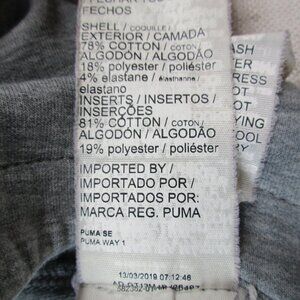 FECHOS
SHELL / COQUILLE /
EXTERIOR / CAMADA
78% COTTON / COTON /
ALGODÓN / ALGODÃO
18% polyester / poliéster
4% elastane / élasthanne /
elastano
INSERTS / INSERTOS /
INSERÇÕES
81% COTTON / COTON /
ALGODÓN / ALGODÃO
19% polyester / poliéster
IMPORTED BY /
IMPORTADO POR /
IMPORTADOS POR:
MARCA REG. PUMA
PUMA SE
PUMA WAY 1
13/03/2019 07:12:46